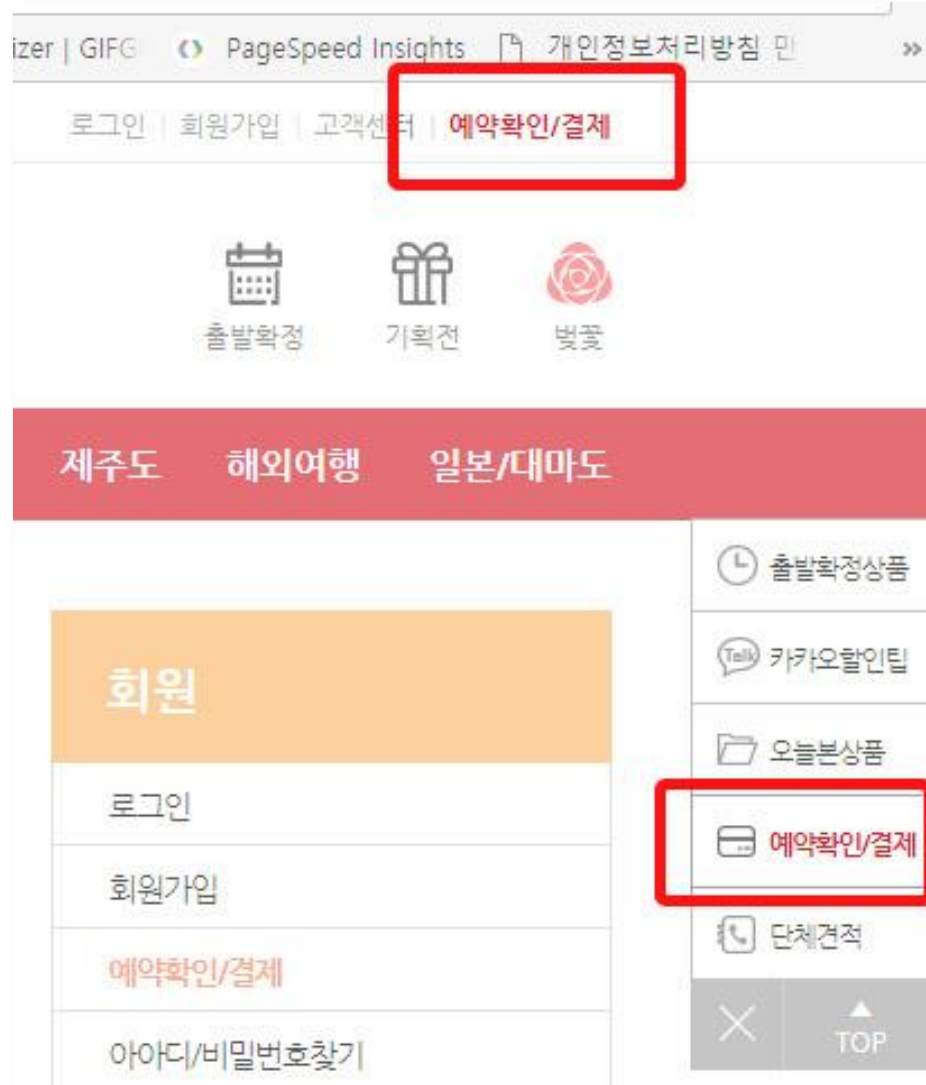 izer | GIFG PageSpeed Insights 개인정보처리방침 만 »
로그인 | 회원가입 | 고객센터 | 예약확인/결제
출발확정 기획전 벚꽃
제주도 해외여행 일본/대마도
출발확정상품
카카오할인팁
오늘본상품
예약확인/결제
단체견적
TOP
회원
로그인
회원가입
예약확인/결제
아아디/비밀번호찾기